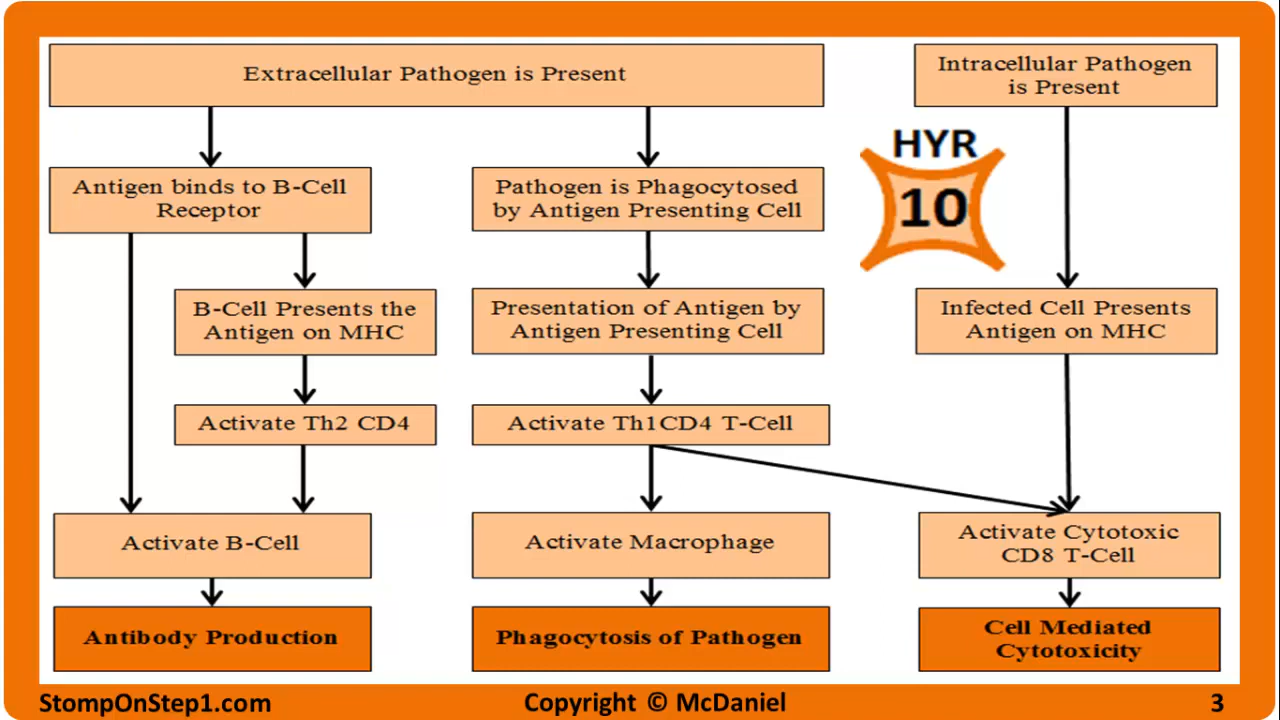 Extracellular Pathogen is Present
Intracellular Pathogen
is Present
HYR
10
Antigen binds to B-Cell
Receptor
Pathogen is Phagocytosed
by Antigen Presenting Cell
B-Cell Presents the
Antigen on MHC
Presentation of Antigen by
Antigen Presenting Cell
Infected Cell Presents
Antigen on MHC
Activate Th2 CD4
Activate Th1CD4 T-Cell
Activate B-Cell
Activate Macrophage
Activate Cytotoxic
CD8 T-Cell
Antibody Production
Phagocytosis of Pathogen
Cell Mediated
Cytotoxicity
StompOnStep1.com
Copyright © McDaniel
3